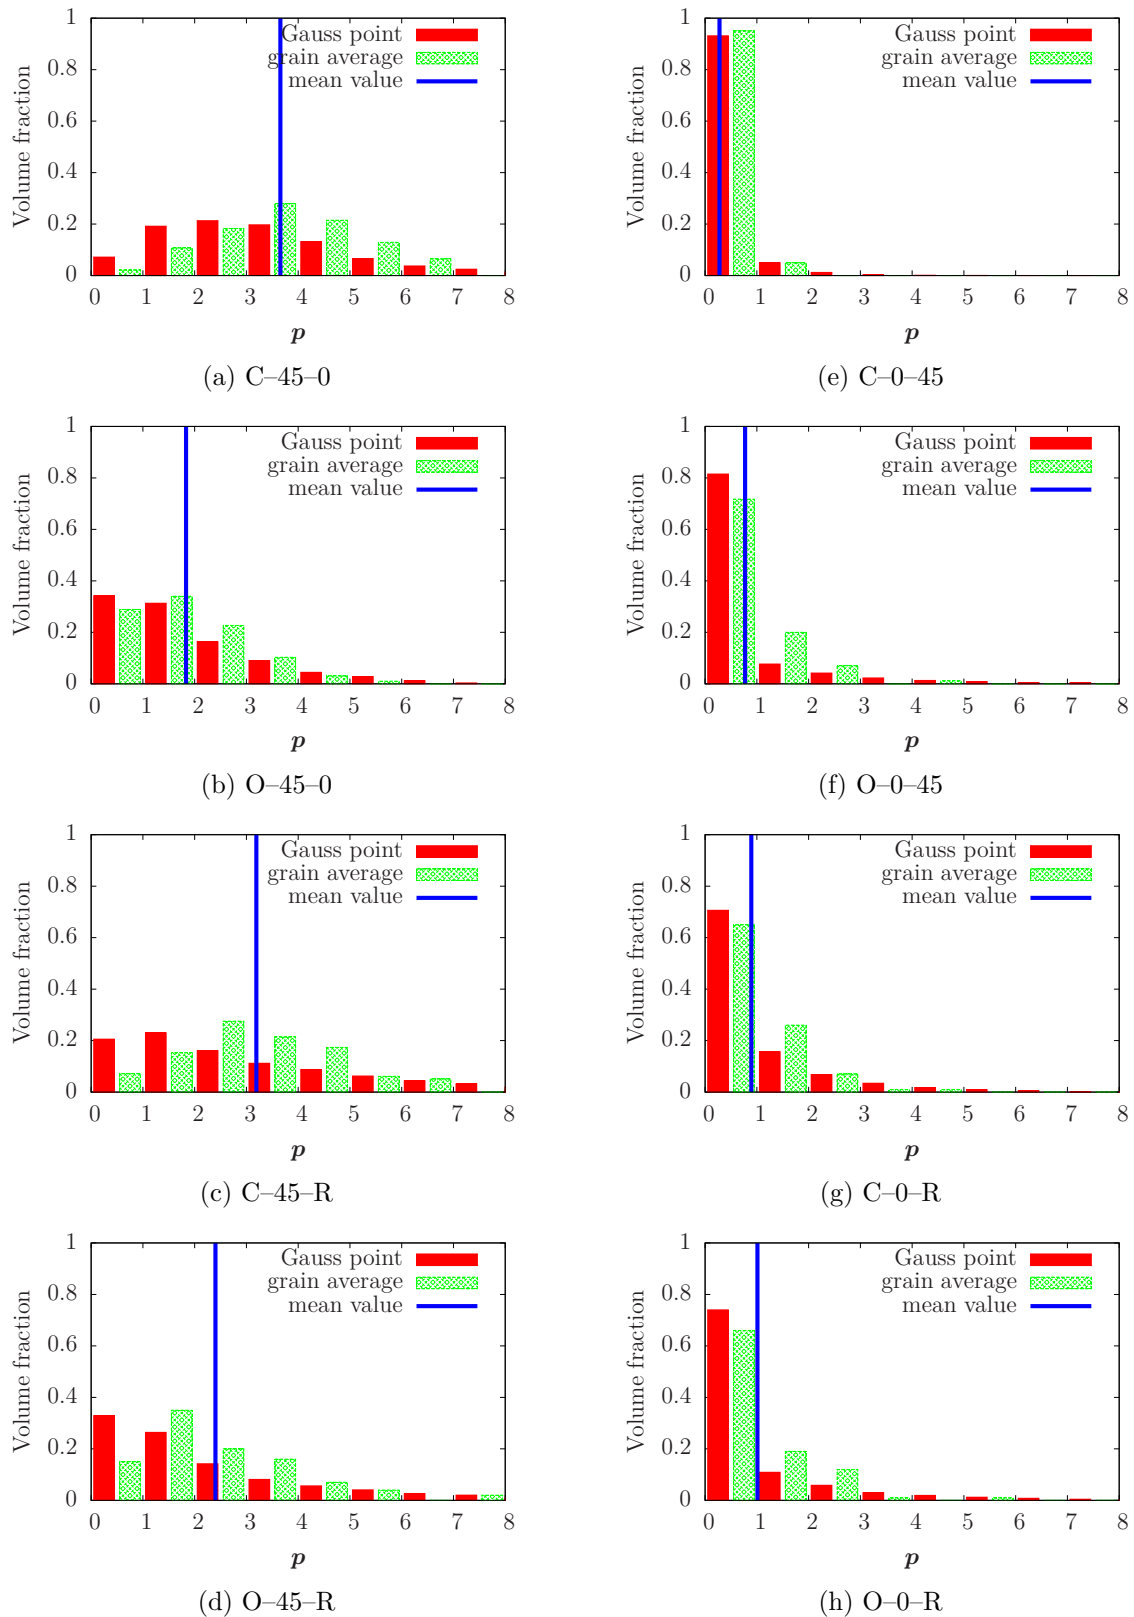 1
0.8
0.6
0.4
0.2
0
Volume fraction
Gauss point
grain average
mean value
0 1 2 3 4 5 6 7 8
p
(a) C–45–0
1
0.8
0.6
0.4
0.2
0
Volume fraction
Gauss point
grain average
mean value
0 1 2 3 4 5 6 7 8
p
(e) C–0–45
1
0.8
0.6
0.4
0.2
0
Volume fraction
Gauss point
grain average
mean value
0 1 2 3 4 5 6 7 8
p
(b) O–45–0
1
0.8
0.6
0.4
0.2
0
Volume fraction
Gauss point
grain average
mean value
0 1 2 3 4 5 6 7 8
p
(f) O–0–45
1
0.8
0.6
0.4
0.2
0
Volume fraction
Gauss point
grain average
mean value
0 1 2 3 4 5 6 7 8
p
(c) C–45–R
1
0.8
0.6
0.4
0.2
0
Volume fraction
Gauss point
grain average
mean value
0 1 2 3 4 5 6 7 8
p
(g) C–0–R
1
0.8
0.6
0.4
0.2
0
Volume fraction
Gauss point
grain average
mean value
0 1 2 3 4 5 6 7 8
p
(d) O–45–R
1
0.8
0.6
0.4
0.2
0
Volume fraction
Gauss point
grain average
mean value
0 1 2 3 4 5 6 7 8
p
(h) O–0–R